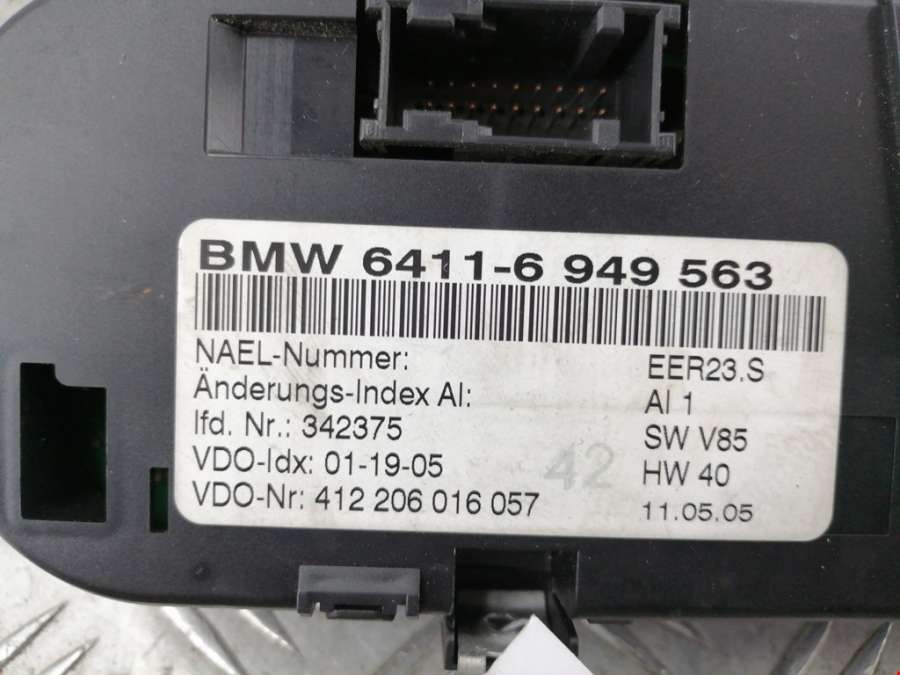 BMW 6411-6 949 563
NAEL-Nummer: EER23.S
Änderungs-Index AI: AI 1
lfd. Nr.: 342375 SW V85
VDO-Idx: 01-19-05 42 HW 40
VDO-Nr: 412 206 016 057 11.05.05